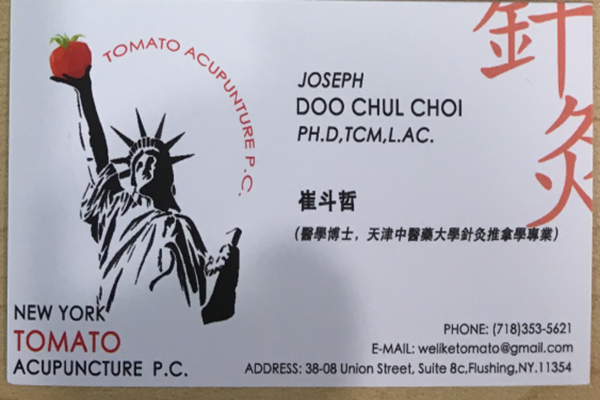 TOMATO ACUPUNTURE P.C.
JOSEPH
DOO CHUL CHOI
PH.D,TCM,L.AC.
針灸
崔斗哲
(醫學博士，天津中醫藥大學針灸推拿學專業)
NEW YORK
TOMATO
ACUPUNCTURE P.C.
PHONE: (718)353-5621
E-MAIL: weliketomato@gmail.com
ADDRESS: 38-08 Union Street, Suite 8c,Flushing,NY.11354